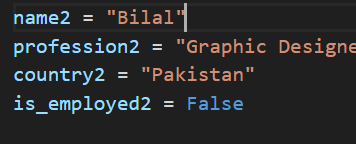 name2 = "Bilal"
profession2 = "Graphic Designe
country2 = "Pakistan"
is_employed2 = False